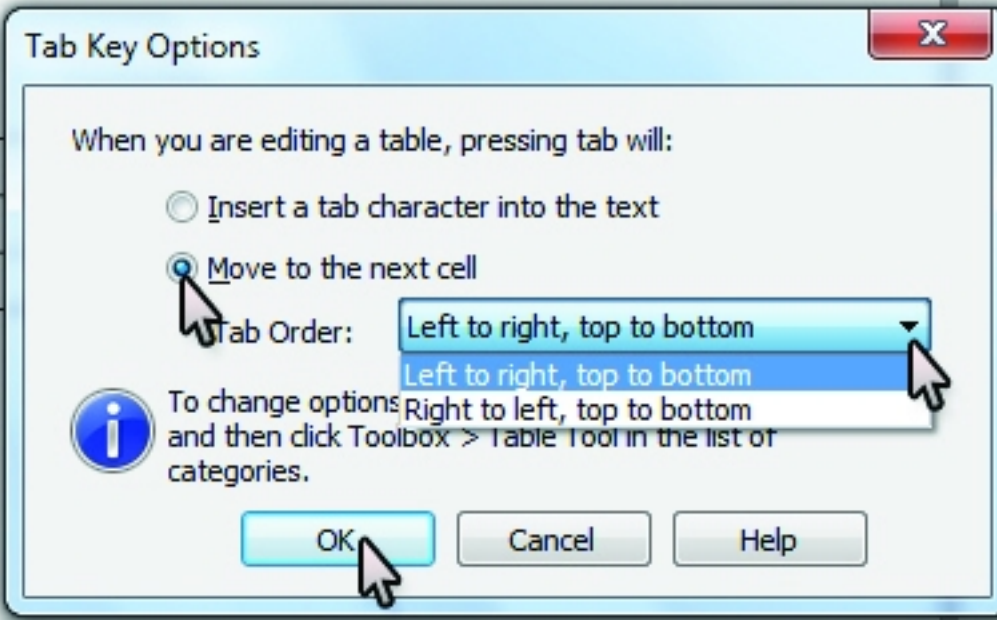 Tab Key Options
When you are editing a table, pressing tab will:
Insert a tab character into the text
Move to the next cell
Tab Order: Left to right, top to bottom
Left to right, top to bottom
To change options Right to left, top to bottom
and then click Toolbox > Table Tool in the list of
categories.
OK Cancel Help